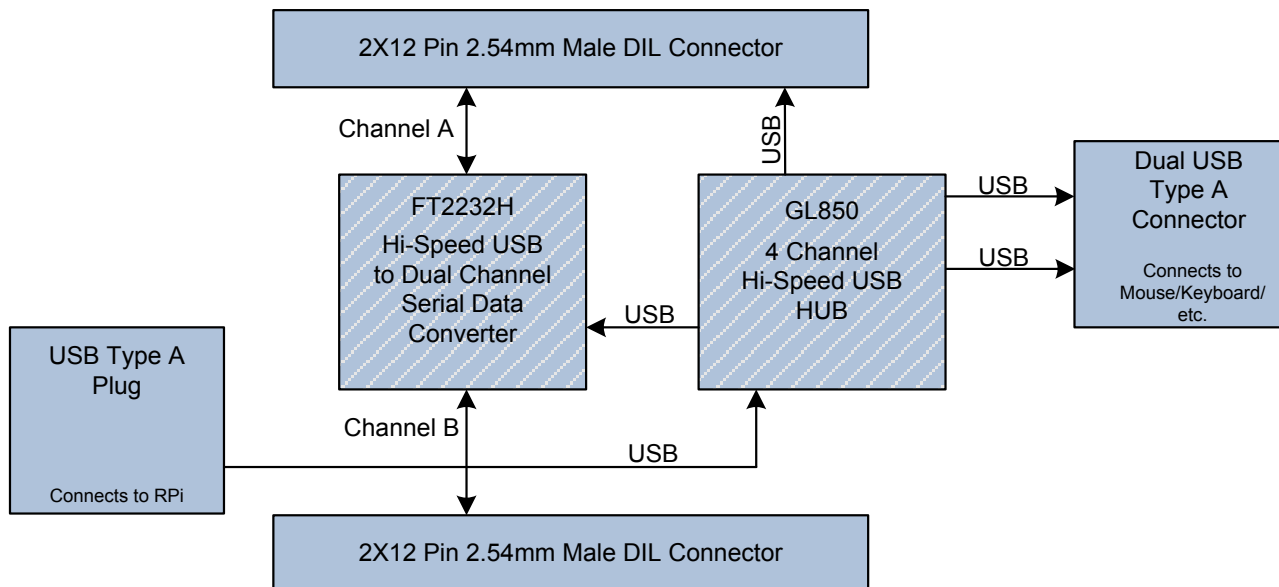 2X12 Pin 2.54mm Male DIL Connector
Channel A
USB
FT2232H
Hi-Speed USB
to Dual Channel
Serial Data
Converter
GL850
4 Channel
Hi-Speed USB
HUB
USB
USB
Dual USB
Type A
Connector
Connects to
Mouse/Keyboard/
etc.
USB
USB Type A
Plug
Connects to RPi
Channel B
USB
2X12 Pin 2.54mm Male DIL Connector